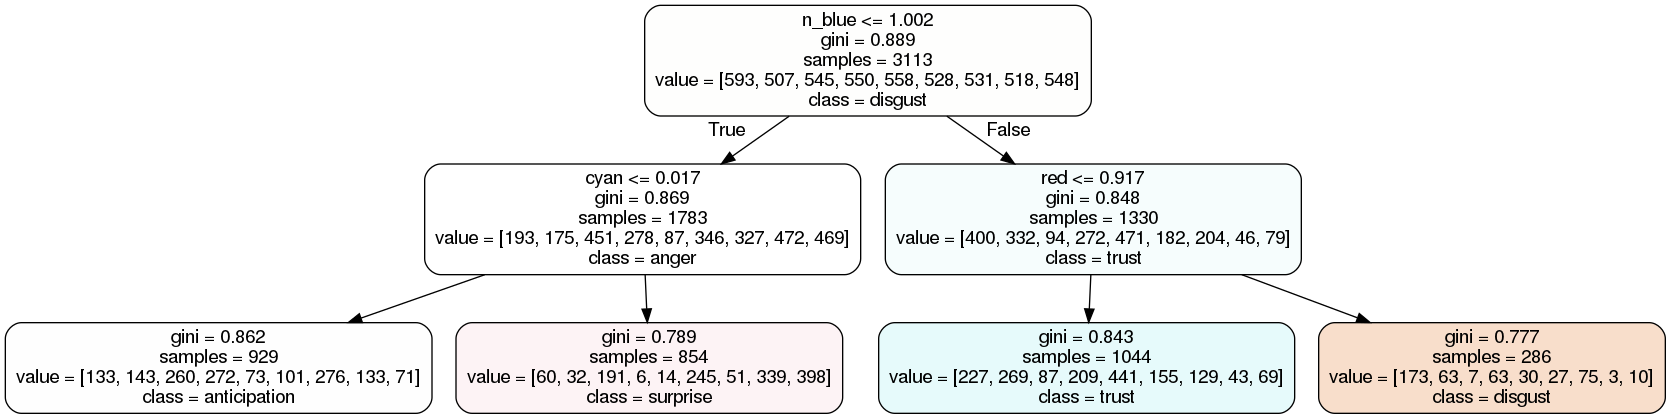 n_blue <= 1.002
gini = 0.889
samples = 3113
value = [593, 507, 545, 550, 558, 528, 531, 518, 548]
class = disgust
True
False
cyan <= 0.017
gini = 0.869
samples = 1783
value = [193, 175, 451, 278, 87, 346, 327, 472, 469]
class = anger
red <= 0.917
gini = 0.848
samples = 1330
value = [400, 332, 94, 272, 471, 182, 204, 46, 79]
class = trust
gini = 0.862
samples = 929
value = [133, 143, 260, 272, 73, 101, 276, 133, 71]
class = anticipation
gini = 0.789
samples = 854
value = [60, 32, 191, 6, 14, 245, 51, 339, 398]
class = surprise
gini = 0.843
samples = 1044
value = [227, 269, 87, 209, 441, 155, 129, 43, 69]
class = trust
gini = 0.777
samples = 286
value = [173, 63, 7, 63, 30, 27, 75, 3, 10]
class = disgust